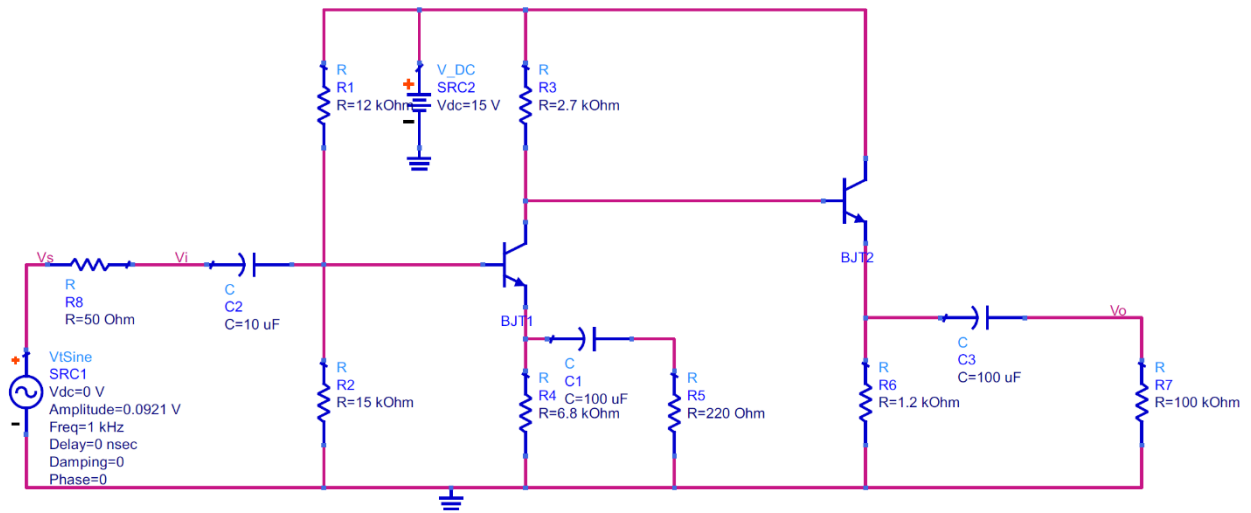 R
R1
R=12 kOhm
V_DC
SRC2
Vdc=15 V
R
R3
R=2.7 kOhm
Vs
Vi
R
R8
R=50 Ohm
C
C2
C=10 uF
BJT1
BJT2
VtSine
SRC1
Vdc=0 V
Amplitude=0.0921 V
Freq=1 kHz
Delay=0 nsec
Damping=0
Phase=0
R
R2
R=15 kOhm
R
R4
R=6.8 kOhm
C
C1
C=100 uF
R
R5
R=220 Ohm
R
R6
R=1.2 kOhm
C
C3
C=100 uF
Vo
R
R7
R=100 kOhm